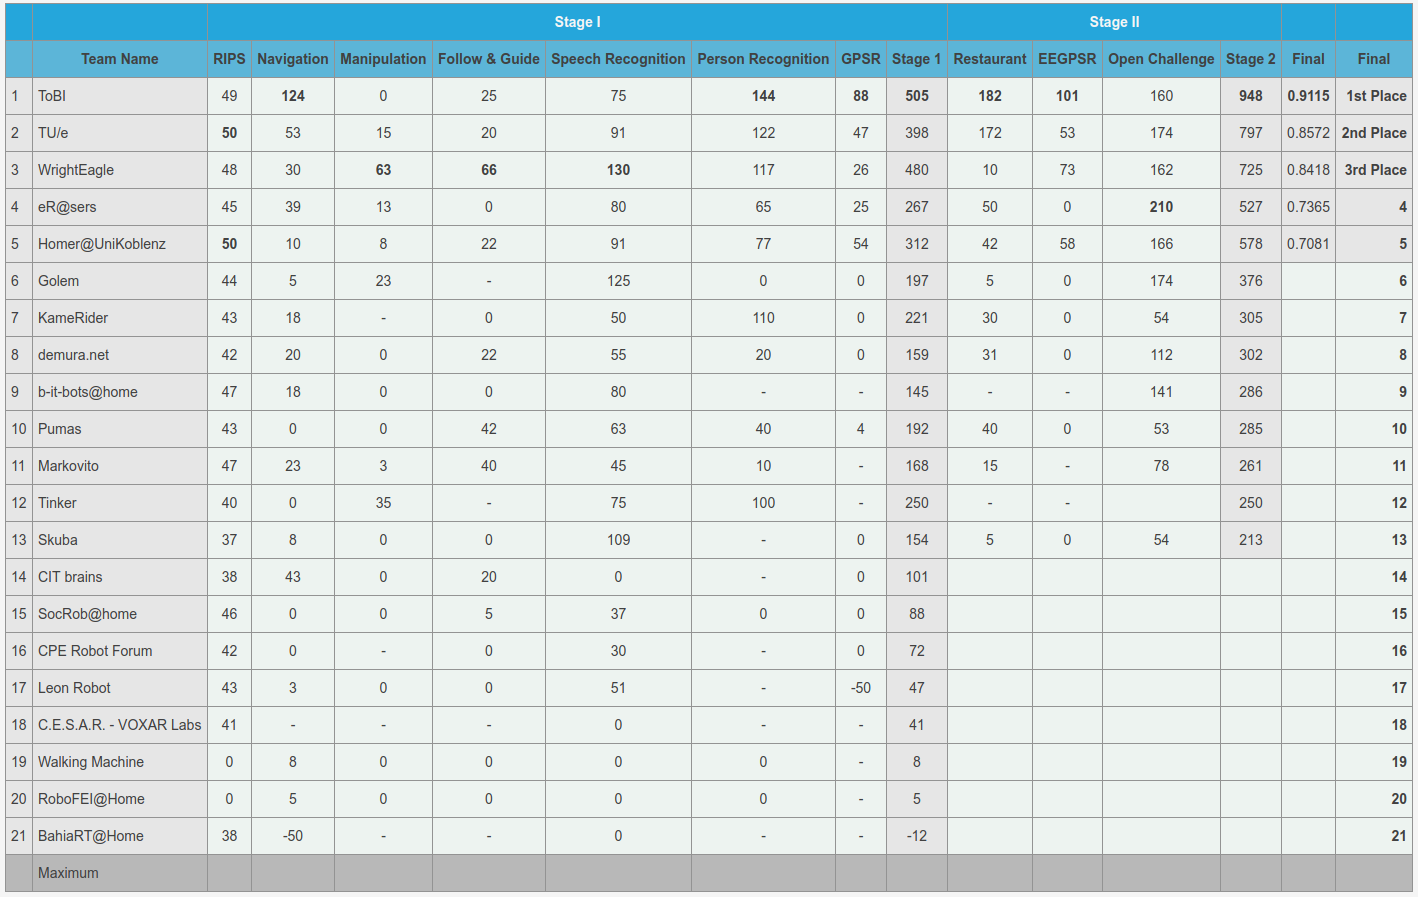 Stage I Stage II
Team Name RIPS Navigation Manipulation Follow & Guide Speech Recognition Person Recognition GPSR Stage 1 Restaurant EEGPSR Open Challenge Stage 2 Final Final
1 ToBI 49 124 0 25 75 144 88 505 182 101 160 948 0.9115 1st Place
2 TU/e 50 53 15 20 91 122 47 398 172 53 174 797 0.8572 2nd Place
3 WrightEagle 48 30 63 66 130 117 26 480 10 73 162 725 0.8418 3rd Place
4 eR@sers 45 39 13 0 80 65 25 267 50 0 210 527 0.7365 4
5 Homer@UniKoblenz 50 10 8 22 91 77 54 312 42 58 166 578 0.7081 5
6 Golem 44 5 23 - 125 0 0 197 5 0 174 376 6
7 KameRider 43 18 - 0 50 110 0 221 30 0 54 305 7
8 demura.net 42 20 0 22 55 20 0 159 31 0 112 302 8
9 b-it-bots@home 47 18 0 0 80 - - 145 - - 141 286 9
10 Pumas 43 0 0 42 63 40 4 192 40 0 53 285 10
11 Markovito 47 23 3 40 45 10 - 168 15 - 78 261 11
12 Tinker 40 0 35 - 75 100 - 250 - - 250 12
13 Skuba 37 8 0 0 109 - 0 154 5 0 54 213 13
14 CIT brains 38 43 0 20 0 - 0 101 14
15 SocRob@home 46 0 0 5 37 0 0 88 15
16 CPE Robot Forum 42 0 - 0 30 - 0 72 16
17 Leon Robot 43 3 0 0 51 - -50 47 17
18 C.E.S.A.R. - VOXAR Labs 41 - - - 0 - - 41 18
19 Walking Machine 0 8 0 0 0 0 - 8 19
20 RoboFEI@Home 0 5 0 0 0 0 - 5 20
21 BahiaRT@Home 38 -50 - - 0 - - -12 21
Maximum